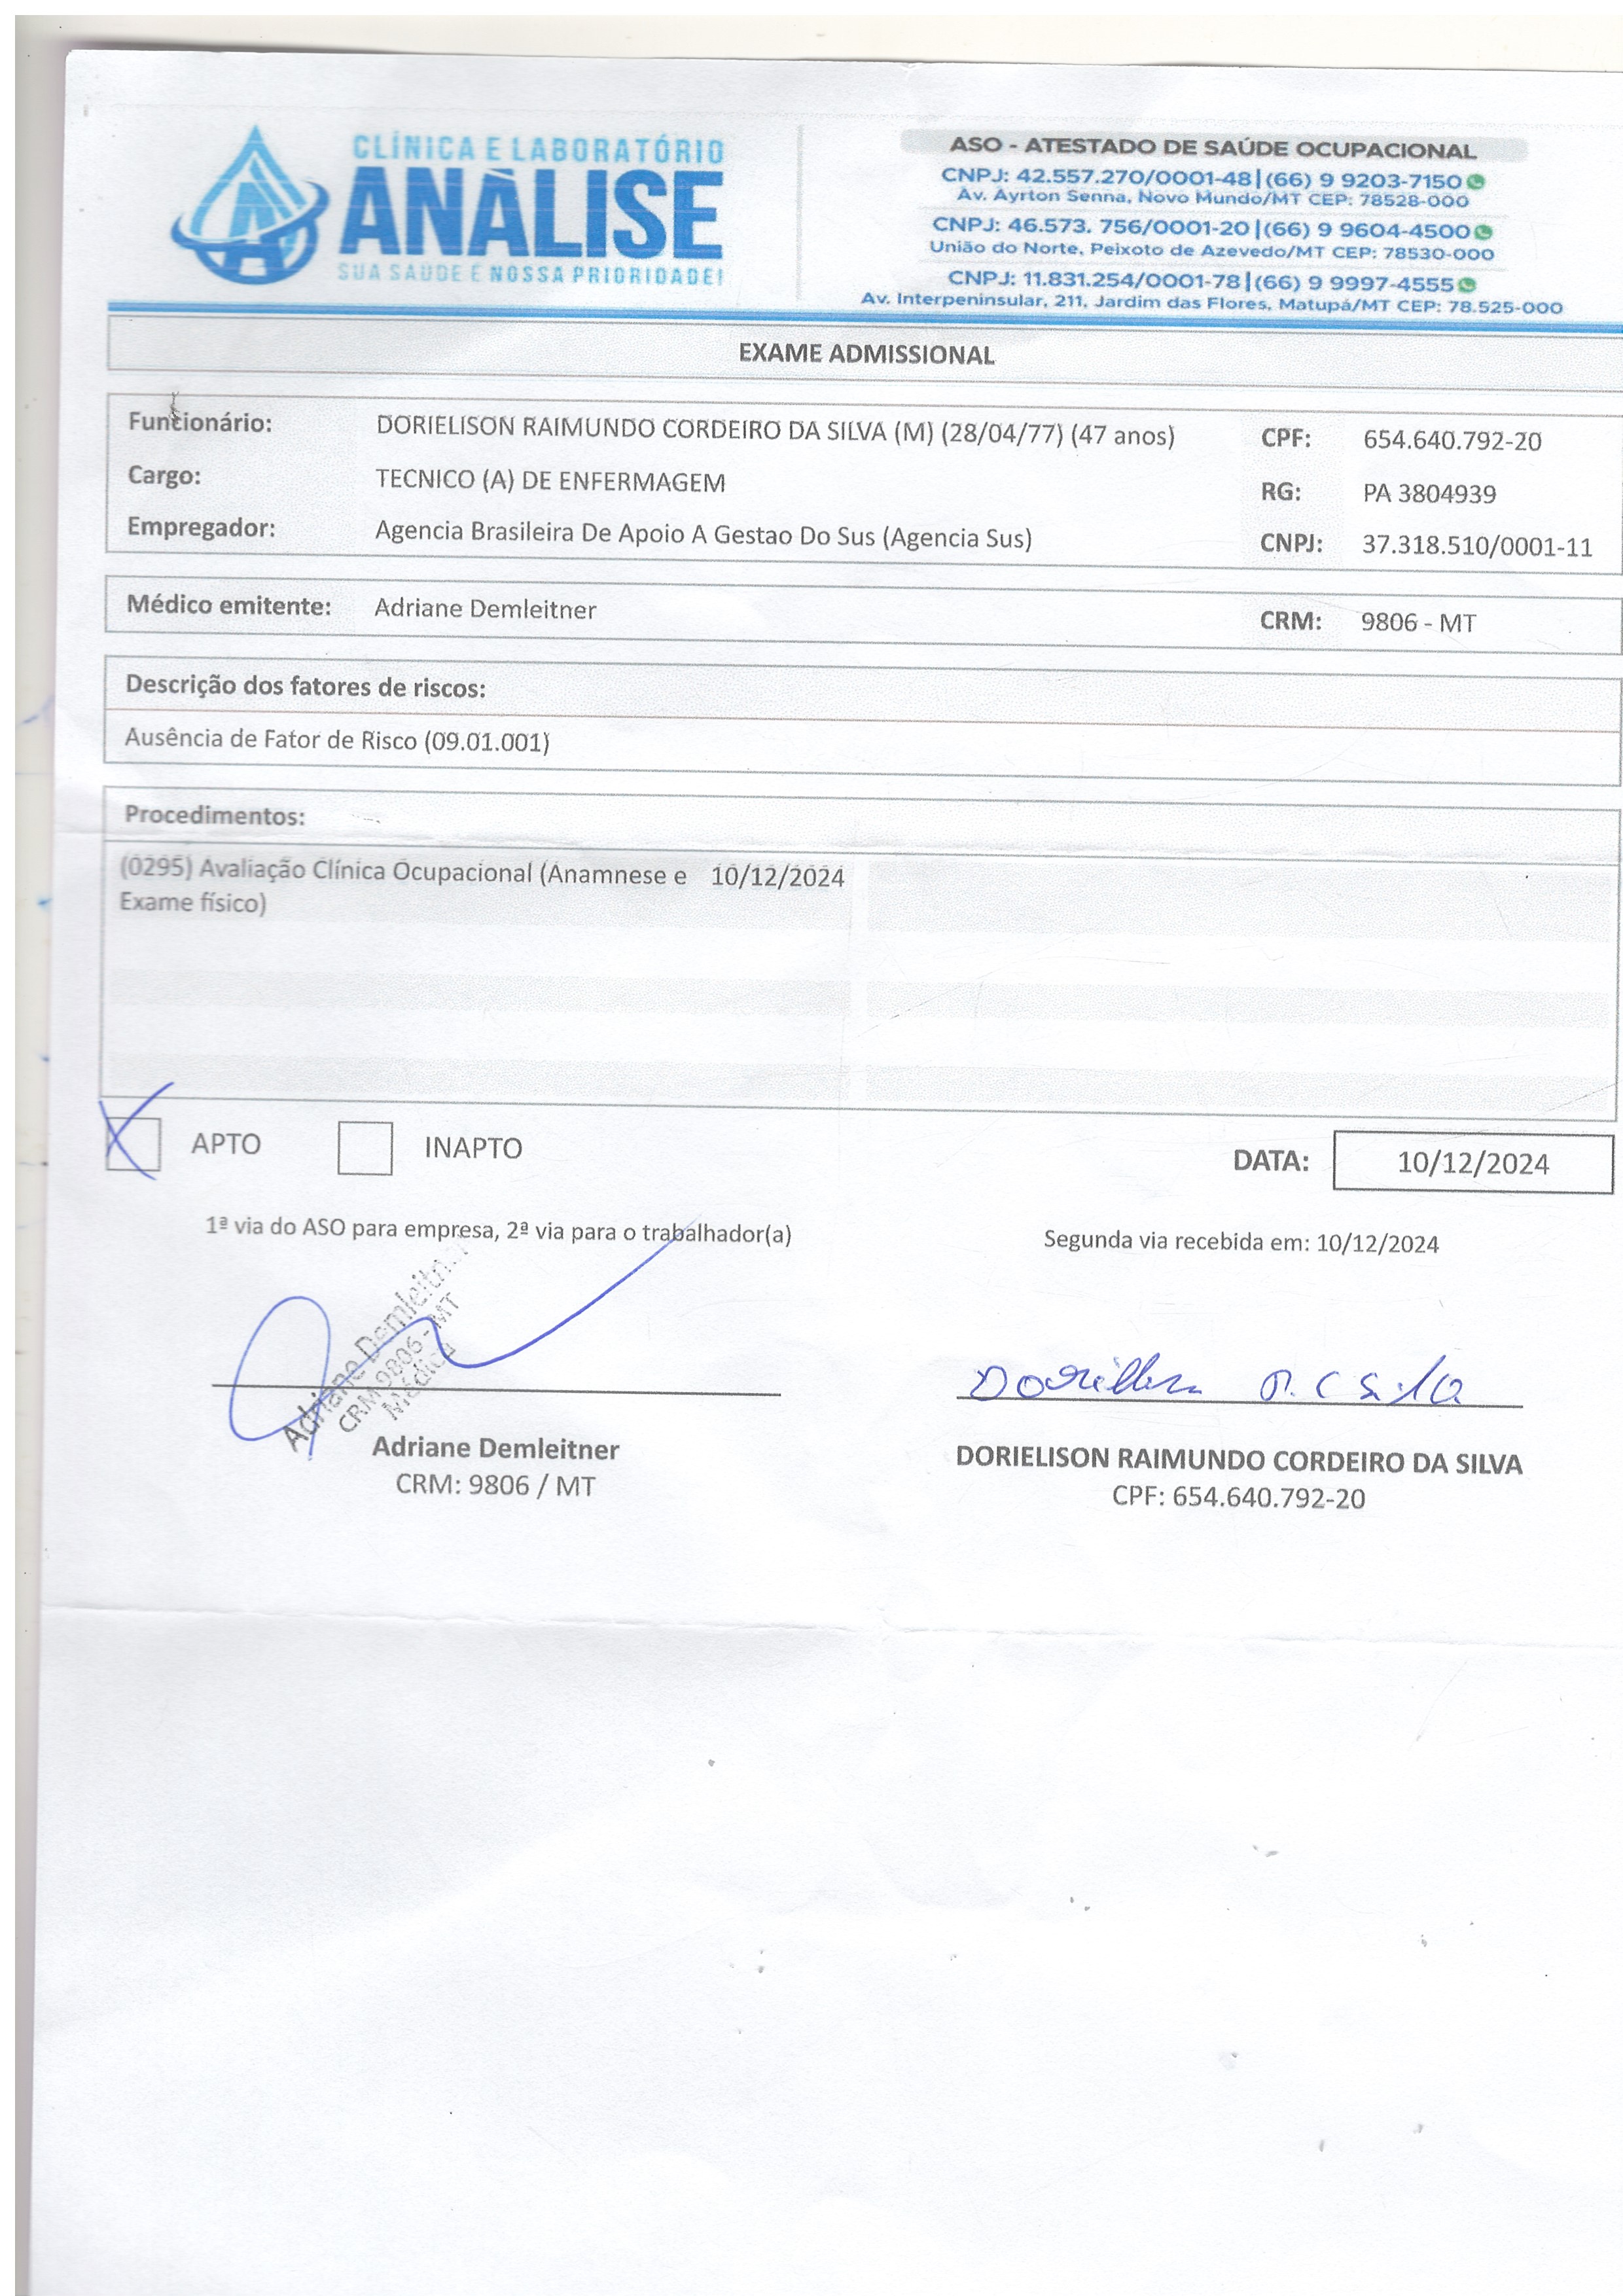 CLÍNICA E LABORATÓRIO
ANÁLISE
SUA SAÚDE É NOSSA PRIORIDADE!
ASO - ATESTADO DE SAÚDE OCUPACIONAL
CNPJ: 42.557.270/0001-48|(66) 9 9203-7150
Av. Ayrton Senna, Novo Mundo/MT CEP: 78528-000
CNPJ: 46.573. 756/0001-20|(66) 9 9604-4500
União do Norte, Peixoto de Azevedo/MT CEP: 78530-000
CNPJ: 11.831.254/0001-78|(66) 9 9997-4555
Av. Interpeninsular, 211, Jardim das Flores, Matupá/MT CEP: 78.525-000
EXAME ADMISSIONAL
Funcionário: DORIELISON RAIMUNDO CORDEIRO DA SILVA (M) (28/04/77) (47 anos) CPF: 654.640.792-20
Cargo: TECNICO (A) DE ENFERMAGEM RG: PA 3804939
Empregador: Agencia Brasileira De Apoio A Gestao Do Sus (Agencia Sus) CNPJ: 37.318.510/0001-11
Médico emitente: Adriane Demleitner CRM: 9806 - MT
Descrição dos fatores de riscos:
Ausência de Fator de Risco (09.01.001)
Procedimentos:
(0295) Avaliação Clínica Ocupacional (Anamnese e 10/12/2024
Exame físico)
X APTO INAPTO DATA: 10/12/2024
1ª via do ASO para empresa, 2ª via para o trabalhador(a)
Segunda via recebida em: 10/12/2024
Adriane Demleitn
CRM 9806 - MT
Médica
Adriane Demleitner
CRM: 9806 / MT
DORIELISON RAIMUNDO CORDEIRO DA SILVA
CPF: 654.640.792-20